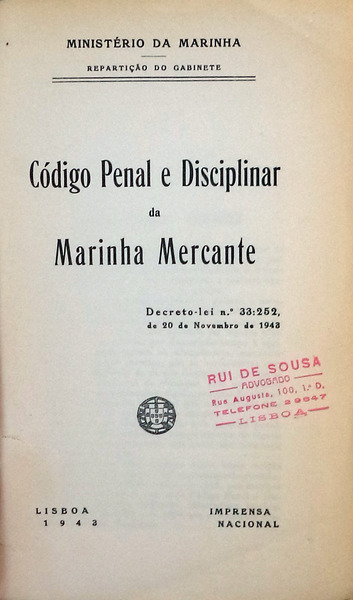 MINISTÉRIO DA MARINHA
REPARTIÇÃO DO GABINETE
Código Penal e Disciplinar
da
Marinha Mercante
Decreto-lei n.º 33:252,
de 20 de Novembro de 1943
RUI DE SOUSA
ADVOGADO
Rua Augusta, 100, 1.º D.
TELEFONE 29647
LISBOA
LISBOA
1943
IMPRENSA
NACIONAL